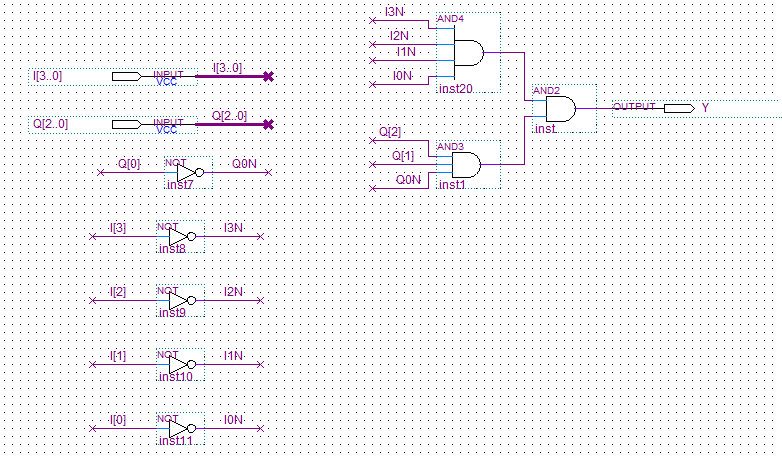 I[3..0]
INPUT
VCC
I[3..0]
Q[2..0]
INPUT
VCC
Q[2..0]
Q[0]
NOT
Q0N
inst7
I[3]
NOT
I3N
inst8
I[2]
NOT
I2N
inst9
I[1]
NOT
I1N
inst10
I[0]
NOT
I0N
inst11
I3N
AND4
I2N
I1N
I0N
inst20
Q[2]
AND3
Q[1]
Q0N
inst1
AND2
inst
OUTPUT
Y